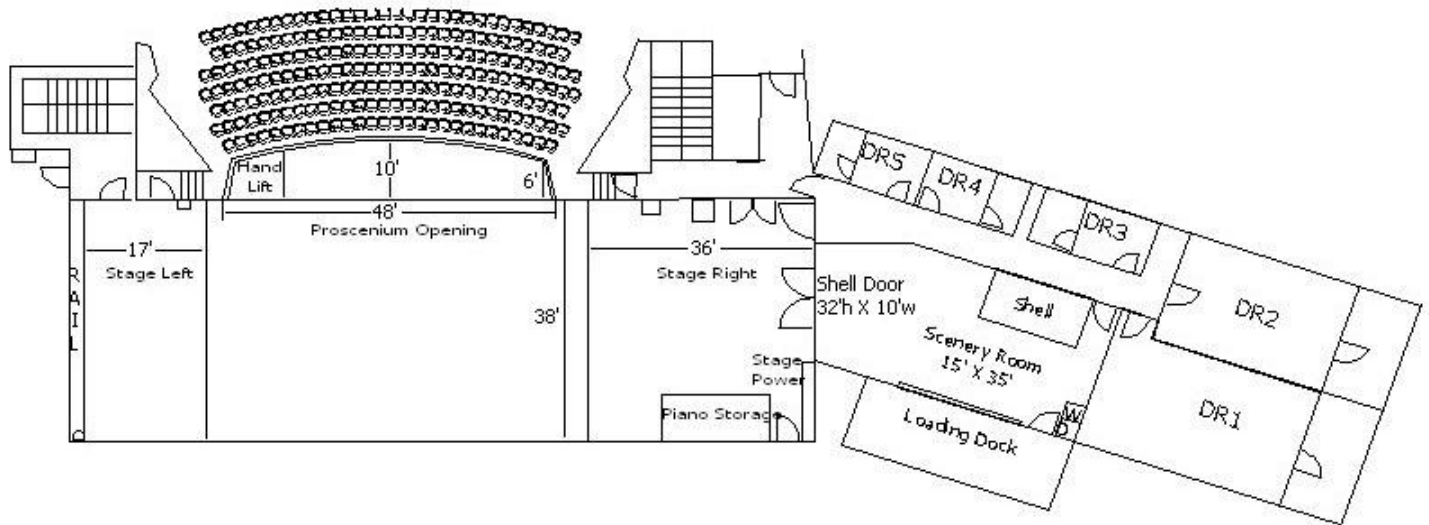 Hand
Lift
10'
6'
48'
Proscenium Opening
17'
Stage Left
R
A
I
L
38'
36'
Stage Right
Stage
Power
Piano Storage
Shell Door
32'h X 10'w
Shell
Scenery Room
15' X 35'
W
D
Loading Dock
DR5
DR4
DR3
DR2
DR1